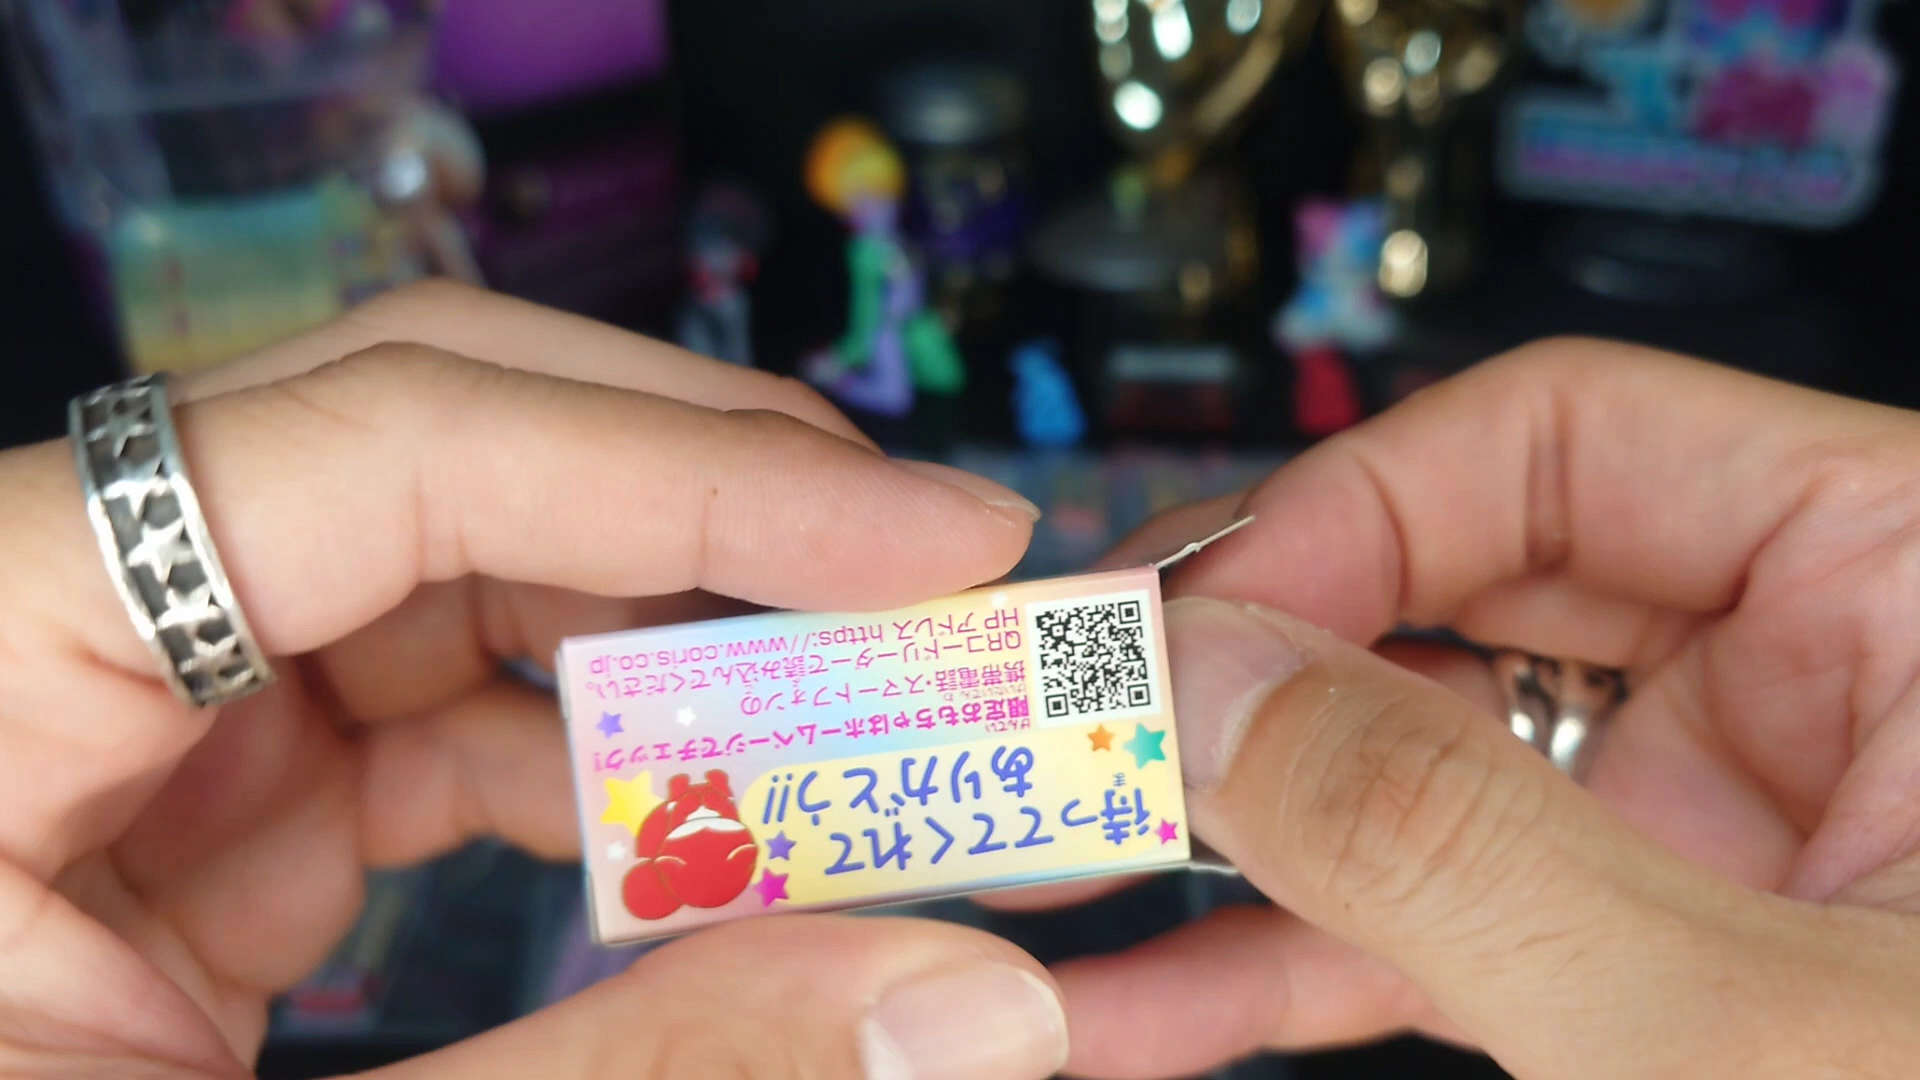 待ってくれて
ありがとう!!
限定おもちゃはホームページでチェック!
携帯電話・スマートフォンの
QRコードリーダーで読み込んでください。
HPアドレス https://www.coris.co.jp